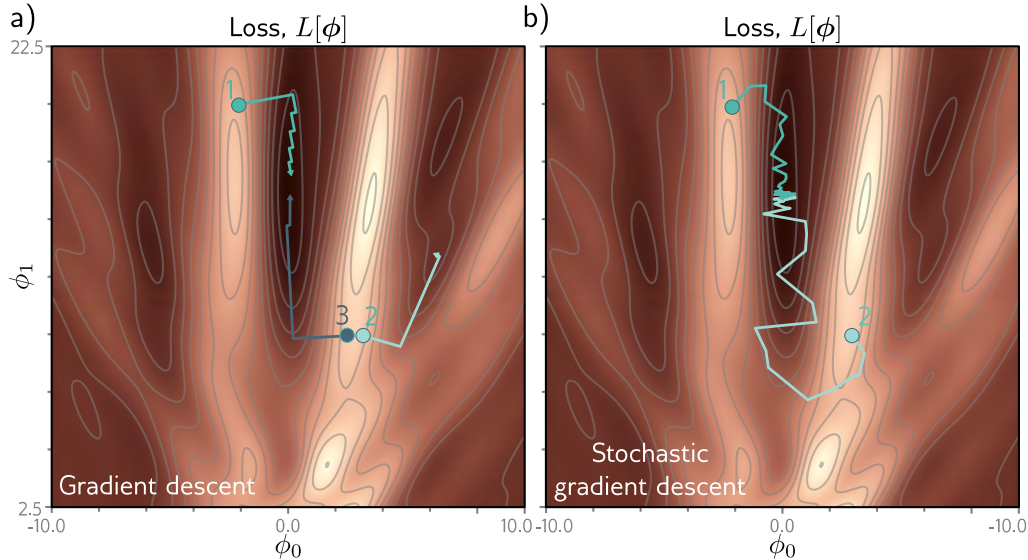 a)
Loss, L[ϕ]
22.5
ϕ₁
2.5
-10.0
0.0
10.0
ϕ₀
1
3
2
Gradient descent
b)
Loss, L[ϕ]
1
2
Stochastic
gradient descent
-10.0
0.0
-10.0
ϕ₀